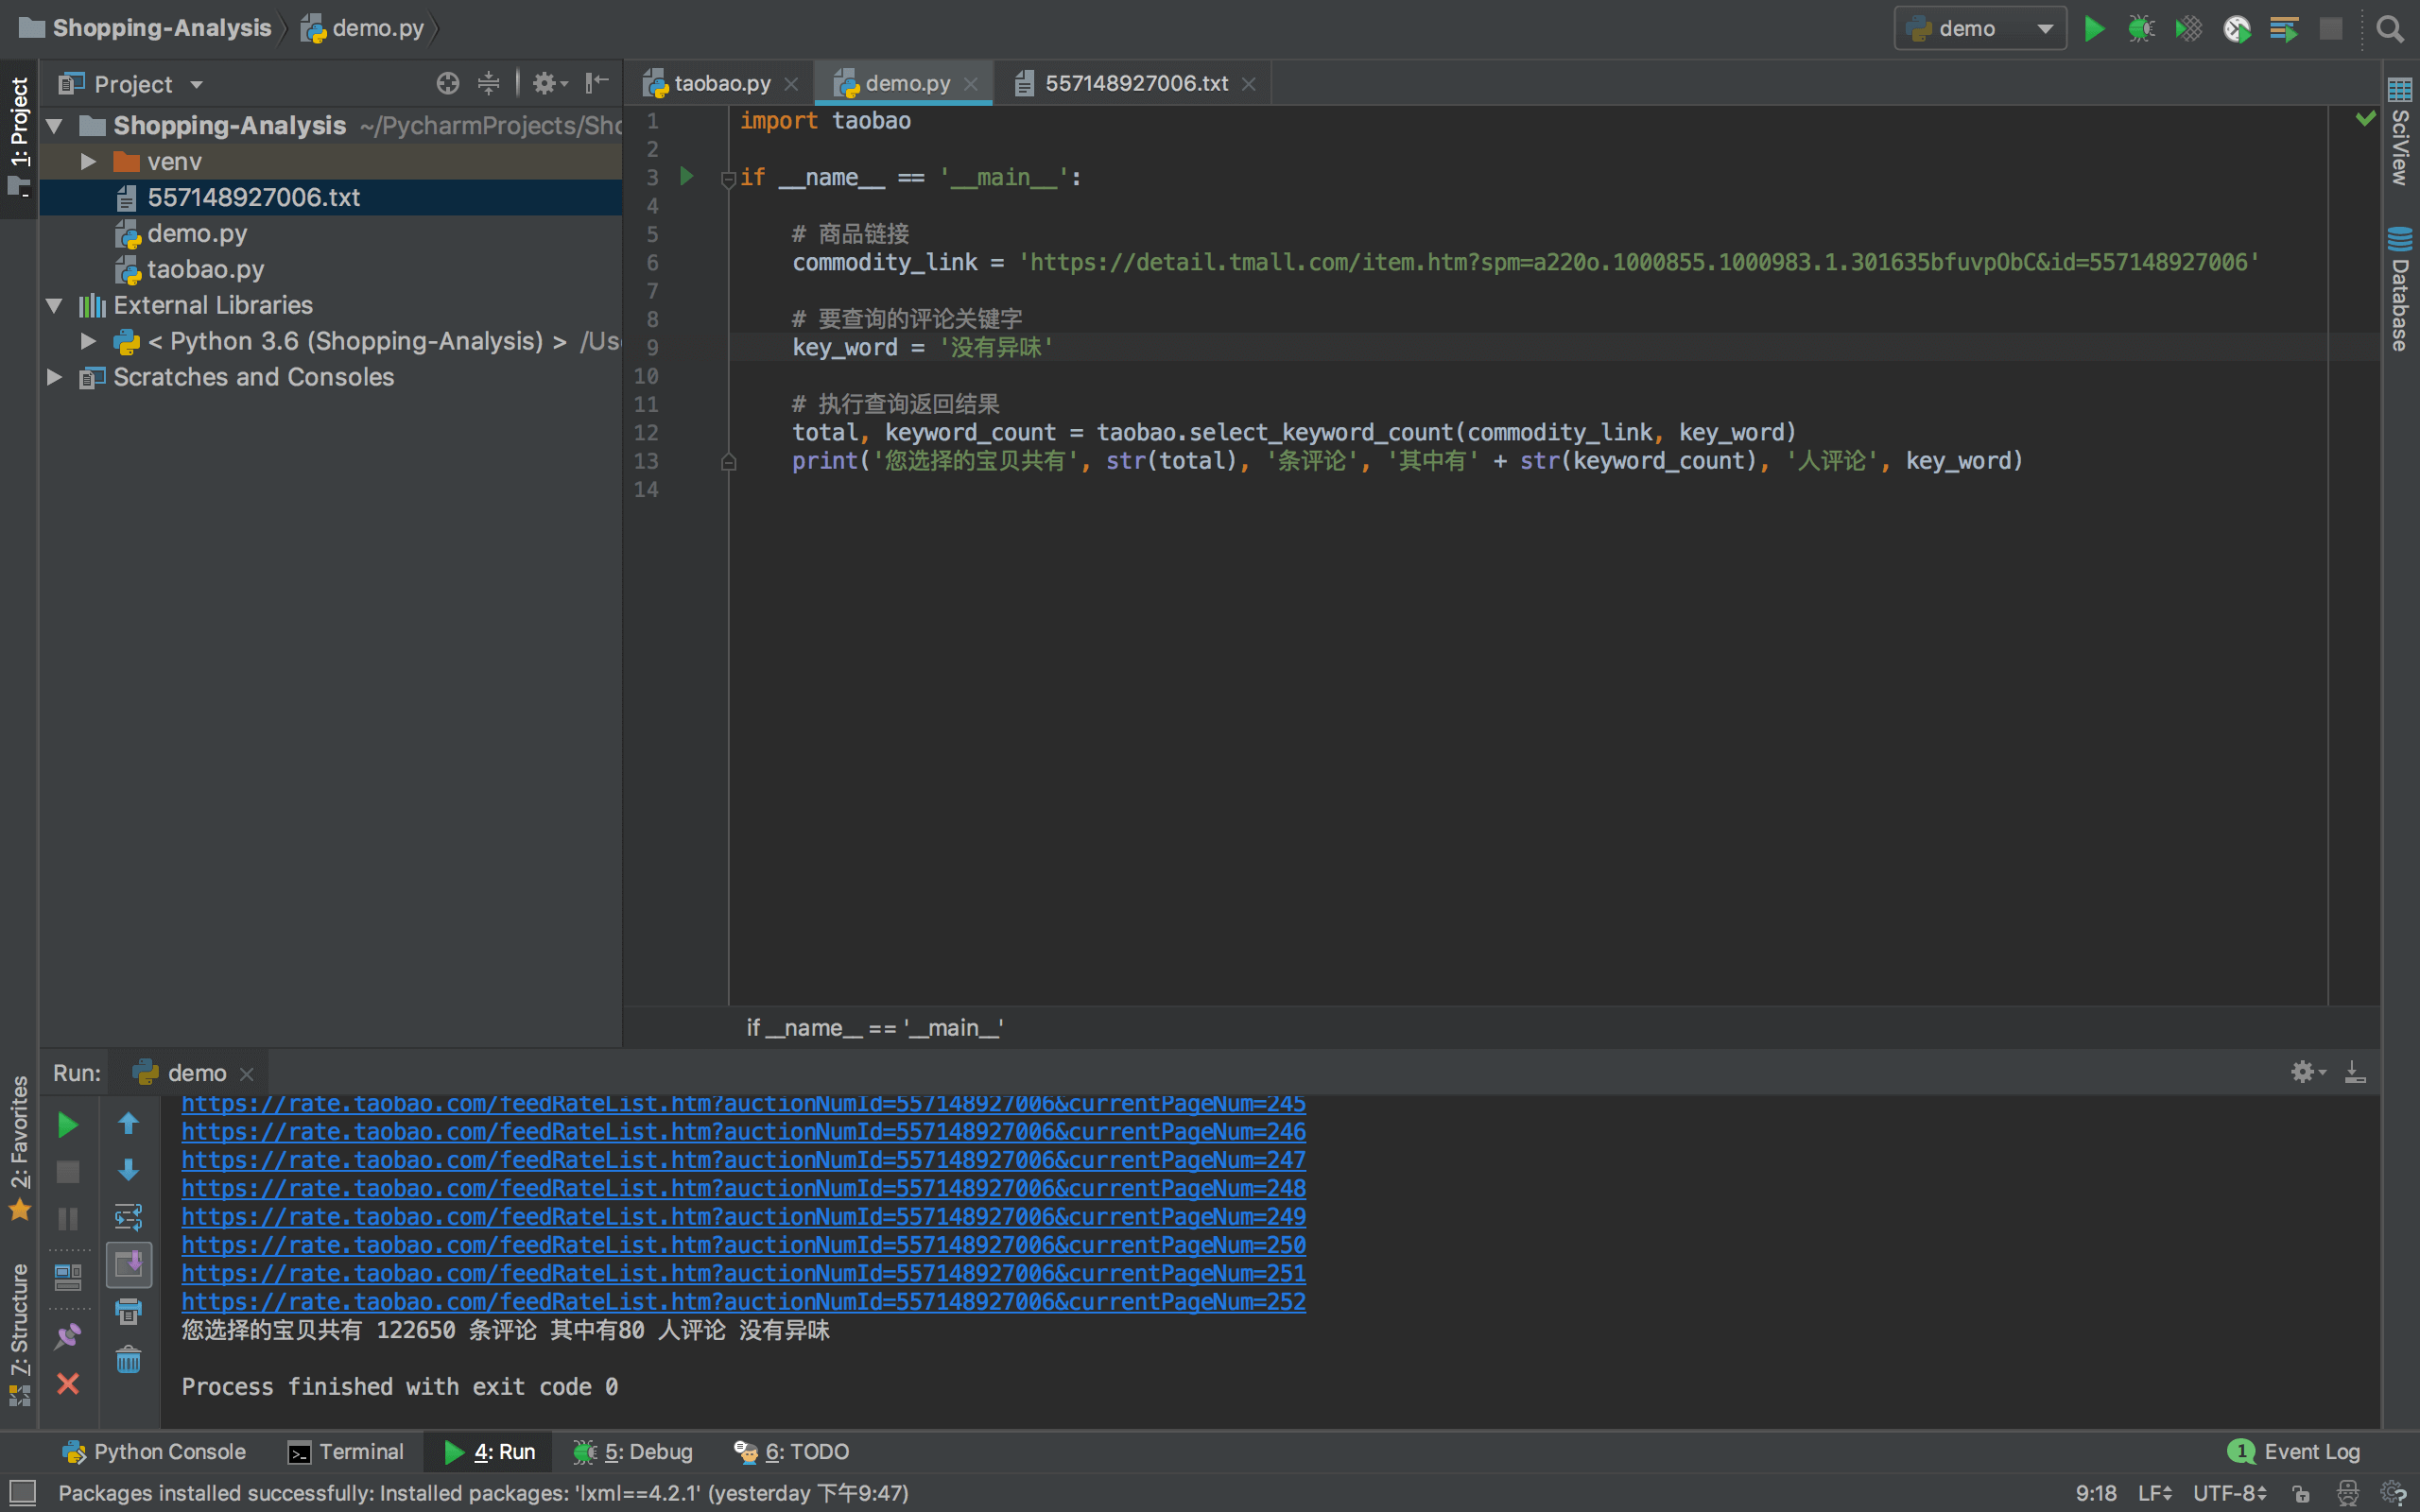 Shopping-Analysis demo.py
demo
1: Project
Project
Shopping-Analysis ~/PycharmProjects/Sho
venv
557148927006.txt
demo.py
taobao.py
External Libraries
< Python 3.6 (Shopping-Analysis) > /Us
Scratches and Consoles
taobao.py demo.py 557148927006.txt
1 import taobao
2
3 if __name__ == '__main__':
4
5 # 商品链接
6 commodity_link = 'https://detail.tmall.com/item.htm?spm=a220o.1000855.1000983.1.301635bfuvpObC&id=557148927006'
7
8 # 要查询的评论关键字
9 key_word = '没有异味'
10
11 # 执行查询返回结果
12 total, keyword_count = taobao.select_keyword_count(commodity_link, key_word)
13 print('您选择的宝贝共有', str(total), '条评论', '其中有' + str(keyword_count), '人评论', key_word)
14
if __name__ == '__main__'
SciView
Database
2: Favorites
7: Structure
Run: demo
https://rate.taobao.com/feedRateList.htm?auctionNumId=557148927006&currentPageNum=245
https://rate.taobao.com/feedRateList.htm?auctionNumId=557148927006&currentPageNum=246
https://rate.taobao.com/feedRateList.htm?auctionNumId=557148927006&currentPageNum=247
https://rate.taobao.com/feedRateList.htm?auctionNumId=557148927006&currentPageNum=248
https://rate.taobao.com/feedRateList.htm?auctionNumId=557148927006&currentPageNum=249
https://rate.taobao.com/feedRateList.htm?auctionNumId=557148927006&currentPageNum=250
https://rate.taobao.com/feedRateList.htm?auctionNumId=557148927006&currentPageNum=251
https://rate.taobao.com/feedRateList.htm?auctionNumId=557148927006&currentPageNum=252
您选择的宝贝共有 122650 条评论 其中有80 人评论 没有异味
Process finished with exit code 0
Python Console Terminal 4: Run 5: Debug 6: TODO 1 Event Log
Packages installed successfully: Installed packages: 'lxml==4.2.1' (yesterday 下午9:47) 9:18 LF UTF-8